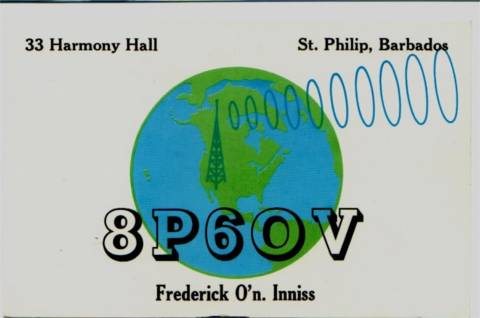 33 Harmony Hall
St. Philip, Barbados
8P6OV
Frederick O'n. Inniss